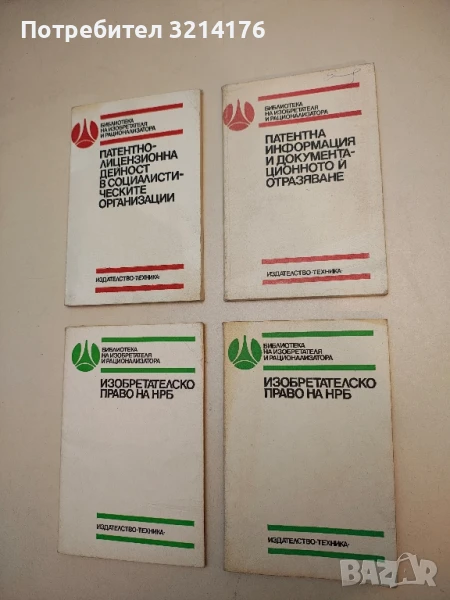 Потребител 3214176
БИБЛИОТЕКА
НА ИЗОБРЕТАТЕЛЯ
И РАЦИОНАЛИЗАТОРА
ПАТЕНТНО-
ЛИЦЕНЗИОННА
ДЕЙНОСТ
В СОЦИАЛИСТИ-
ЧЕСКИТЕ
ОРГАНИЗАЦИИ
ИЗДАТЕЛСТВО·ТЕХНИКА·
БИБЛИОТЕКА
НА ИЗОБРЕТАТЕЛЯ
И РАЦИОНАЛИЗАТОРА
ПАТЕНТНА
ИНФОРМАЦИЯ
И ДОКУМЕНТА-
ЦИОННОТО Й
ОТРАЗЯВАНЕ
ИЗДАТЕЛСТВО·ТЕХНИКА·
БИБЛИОТЕКА
НА ИЗОБРЕТАТЕЛЯ
И РАЦИОНАЛИЗАТОРА
ИЗОБРЕТАТЕЛСКО
ПРАВО НА НРБ
ИЗДАТЕЛСТВО·ТЕХНИКА·
БИБЛИОТЕКА
НА ИЗОБРЕТАТЕЛЯ
И РАЦИОНАЛИЗАТОРА
ИЗОБРЕТАТЕЛСКО
ПРАВО НА НРБ
ИЗДАТЕЛСТВО·ТЕХНИКА·
BAZAR